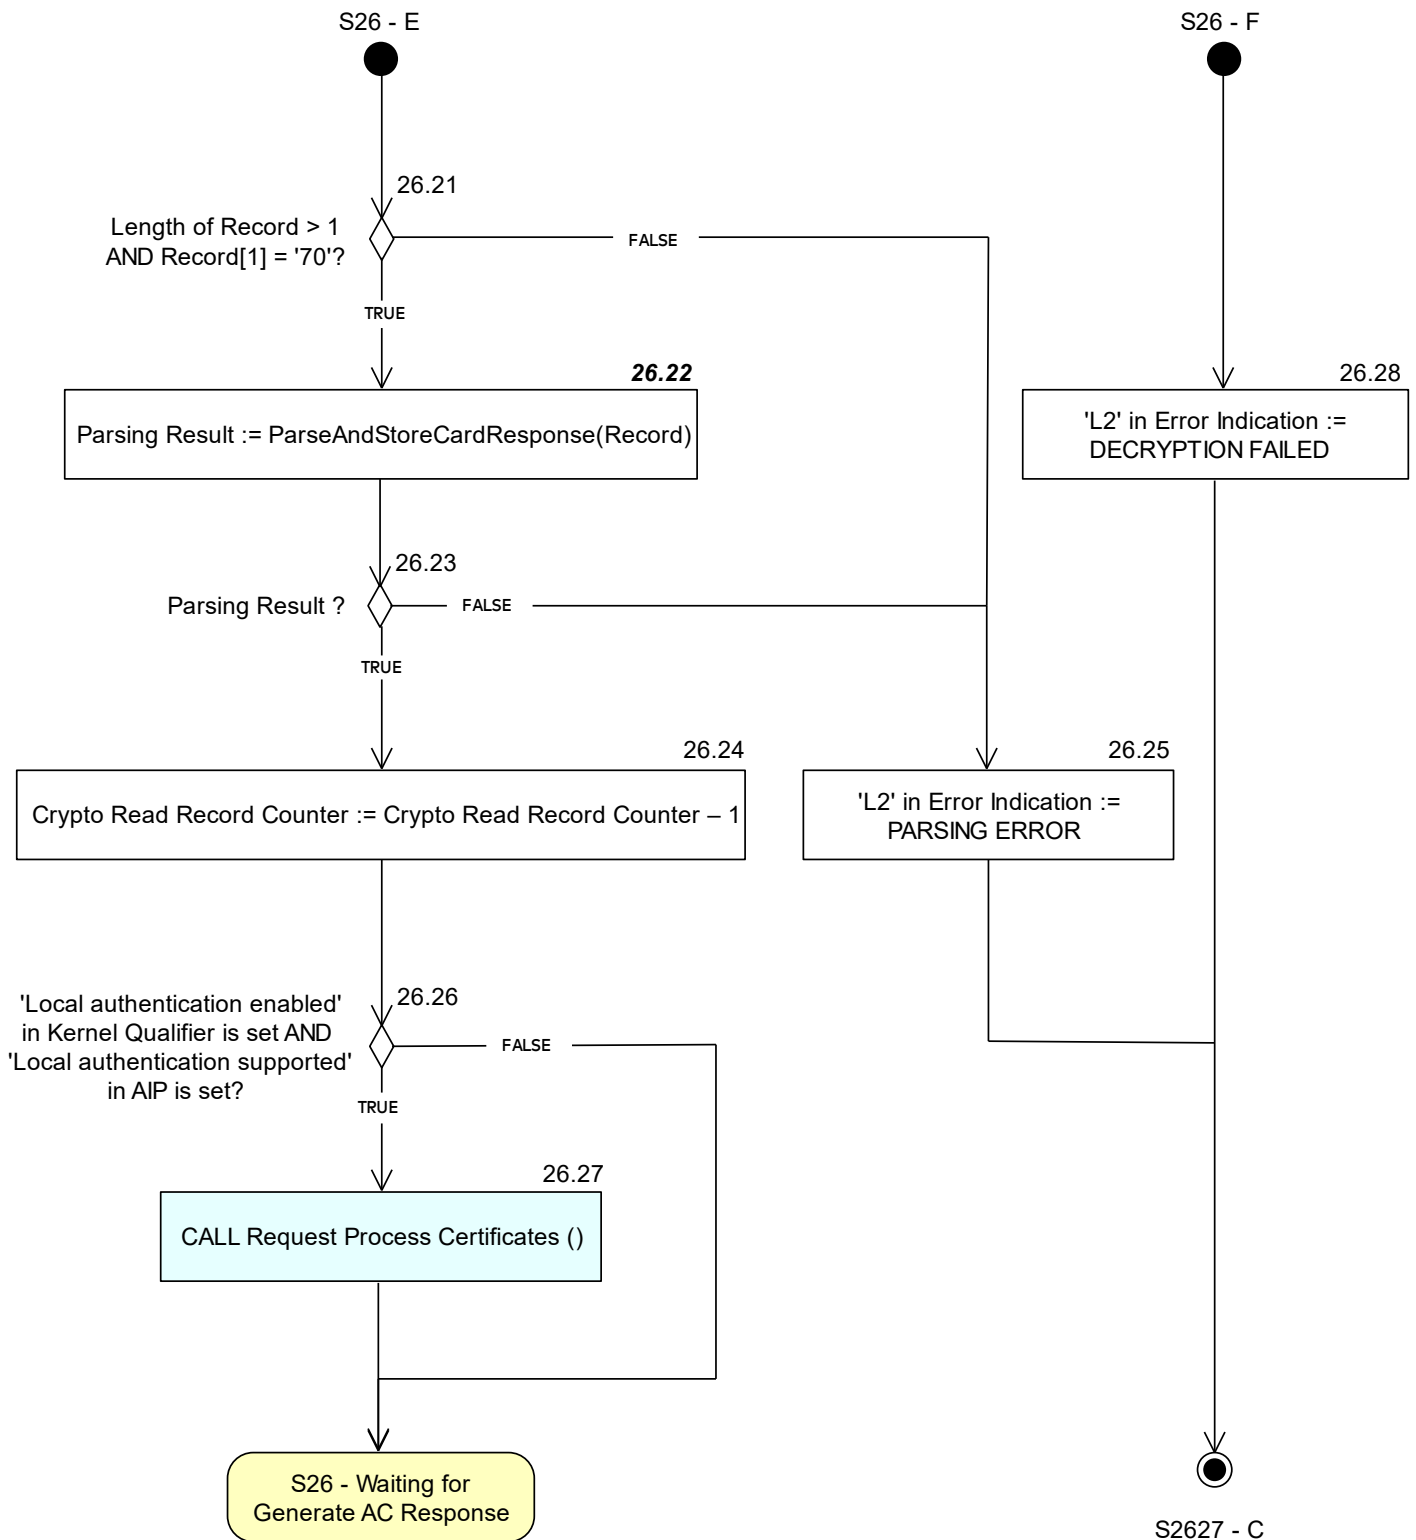 S26 - E
S26 - F
26.21
Length of Record > 1
AND Record[1] = '70'?
FALSE
TRUE
26.22
Parsing Result := ParseAndStoreCardResponse(Record)
26.28
'L2' in Error Indication :=
DECRYPTION FAILED
26.23
Parsing Result ?
FALSE
TRUE
26.24
Crypto Read Record Counter := Crypto Read Record Counter – 1
26.25
'L2' in Error Indication :=
PARSING ERROR
26.26
'Local authentication enabled'
in Kernel Qualifier is set AND
'Local authentication supported'
in AIP is set?
FALSE
TRUE
26.27
CALL Request Process Certificates ()
S26 - Waiting for
Generate AC Response
S2627 - C